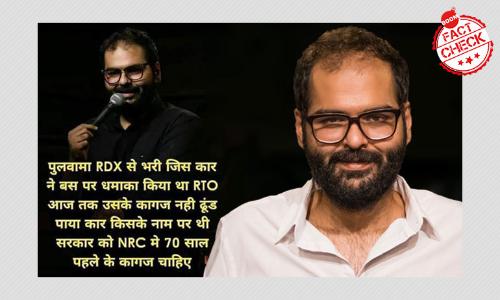 BOOM
FACT
CHECK
पुलवामा RDX से भरी जिस कार
ने बस पर धमाका किया था RTO
आज तक उसके कागज नही ढूंड
पाया कार किसके नाम पर थी
सरकार को NRC मे 70 साल
पहले के कागज चाहिए